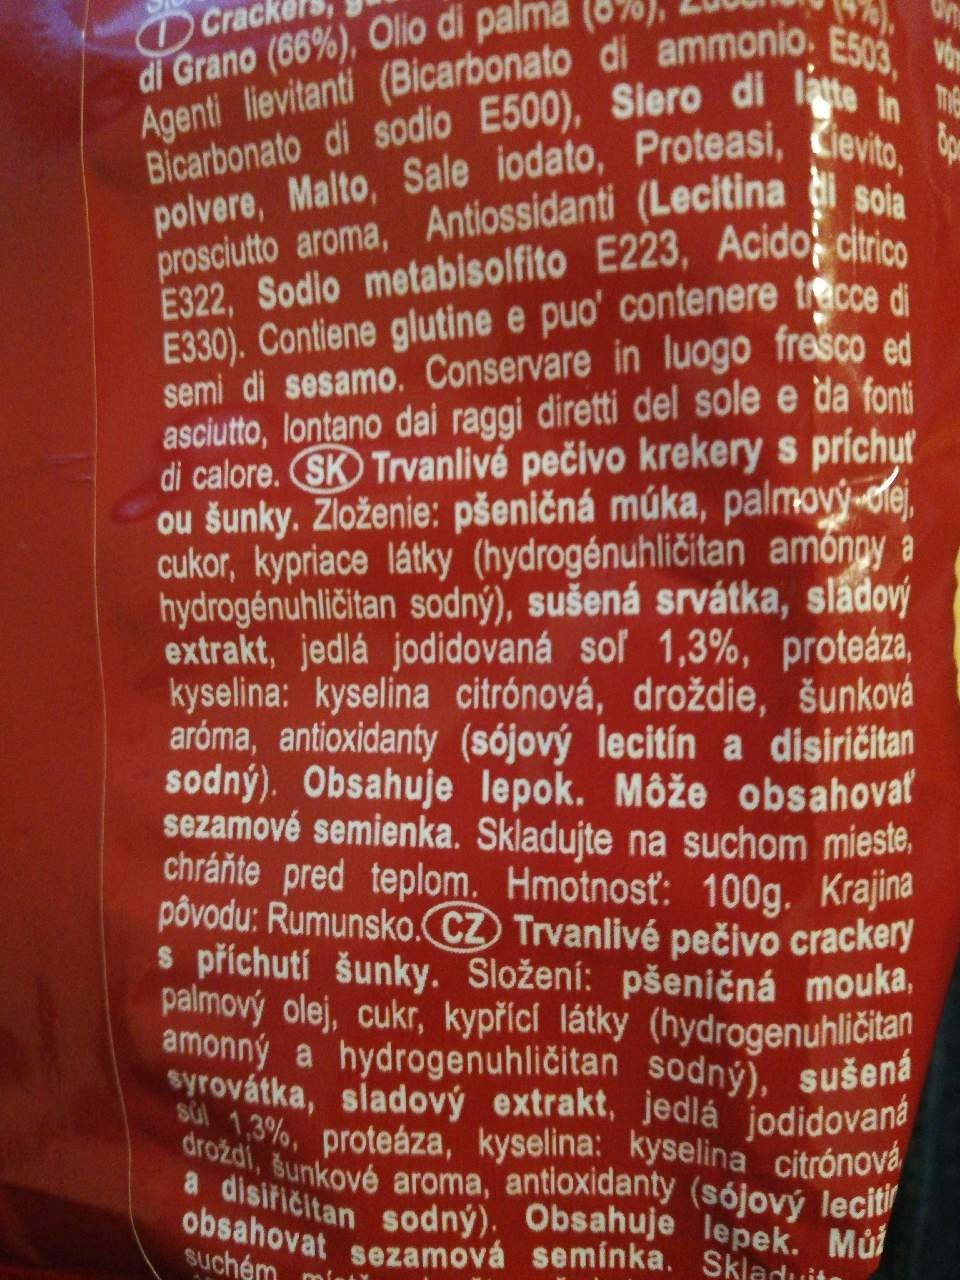 I Crackers,
di Grano (66%), Olio di palma (8%), (4%),
Agenti lievitanti (Bicarbonato di ammonio. E503,
Bicarbonato di sodio E500), Siero di latte in
polvere, Malto, Sale iodato, Proteasi, Lievito,
prosciutto aroma, Antiossidanti (Lecitina di soia
E322, Sodio metabisolfito E223, Acido citrico
E330). Contiene glutine e puo' contenere tracce di
semi di sesamo. Conservare in luogo fresco ed
asciutto, lontano dai raggi diretti del sole e da fonti
di calore. SK Trvanlivé pečivo krekery s príchuť
ou šunky. Zloženie: pšeničná múka, palmový olej,
cukor, kypriace látky (hydrogénuhličitan amónny a
hydrogénuhličitan sodný), sušená srvátka, sladový
extrakt, jedlá jodidovaná soľ 1,3%, proteáza,
kyselina: kyselina citrónová, droždie, šunková
aróma, antioxidanty (sójový lecitín a disiričitan
sodný). Obsahuje lepok. Môže obsahovať
sezamové semienka. Skladujte na suchom mieste,
chráňte pred teplom. Hmotnosť: 100g. Krajina
pôvodu: Rumunsko. CZ Trvanlivé pečivo crackery
s příchutí šunky. Složení: pšeničná mouka,
palmový olej, cukr, kypřící látky (hydrogenuhličitan
amonný a hydrogenuhličitan sodný), sušená
syrovátka, sladový extrakt, jedlá jodidovaná
sůl 1,3%, proteáza, kyselina: kyselina citrónová,
droždí, šunkové aroma, antioxidanty (sójový lecitin
a disiřičitan sodný). Obsahuje lepek. Může
obsahovat sezamová semínka.
suchém